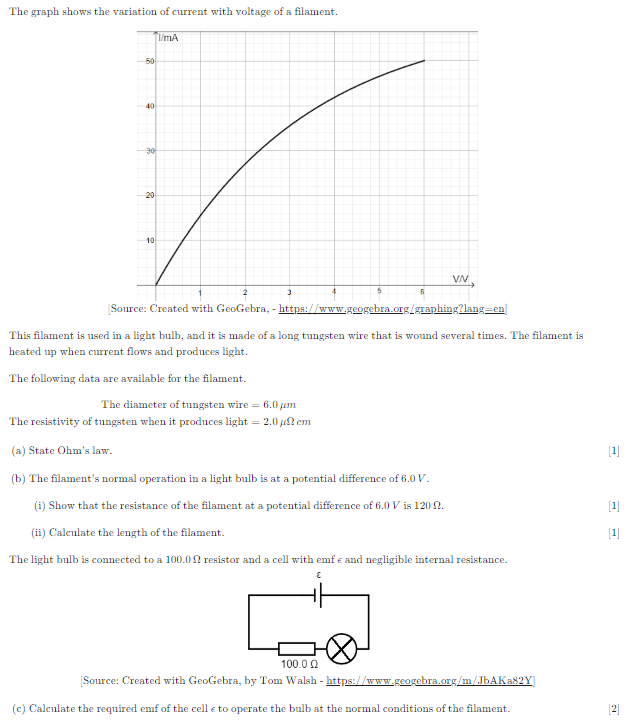 The graph shows the variation of current with voltage of a filament.
I/mA
50
40
30
20
10
V/V
1 2 3 4 5 6
[Source: Created with GeoGebra, - https://www.geogebra.org/graphing?lang=en]
This filament is used in a light bulb, and it is made of a long tungsten wire that is wound several times. The filament is
heated up when current flows and produces light.
The following data are available for the filament.
The diameter of tungsten wire = 6.0 μm
The resistivity of tungsten when it produces light = 2.0 μΩ cm
(a) State Ohm's law. [1]
(b) The filament's normal operation in a light bulb is at a potential difference of 6.0 V.
(i) Show that the resistance of the filament at a potential difference of 6.0 V is 120 Ω. [1]
(ii) Calculate the length of the filament. [1]
The light bulb is connected to a 100.0 Ω resistor and a cell with emf ϵ and negligible internal resistance.
ε
100.0 Ω
[Source: Created with GeoGebra, by Tom Walsh - https://www.geogebra.org/m/JbAKa82Y]
(c) Calculate the required emf of the cell ϵ to operate the bulb at the normal conditions of the filament. [2]